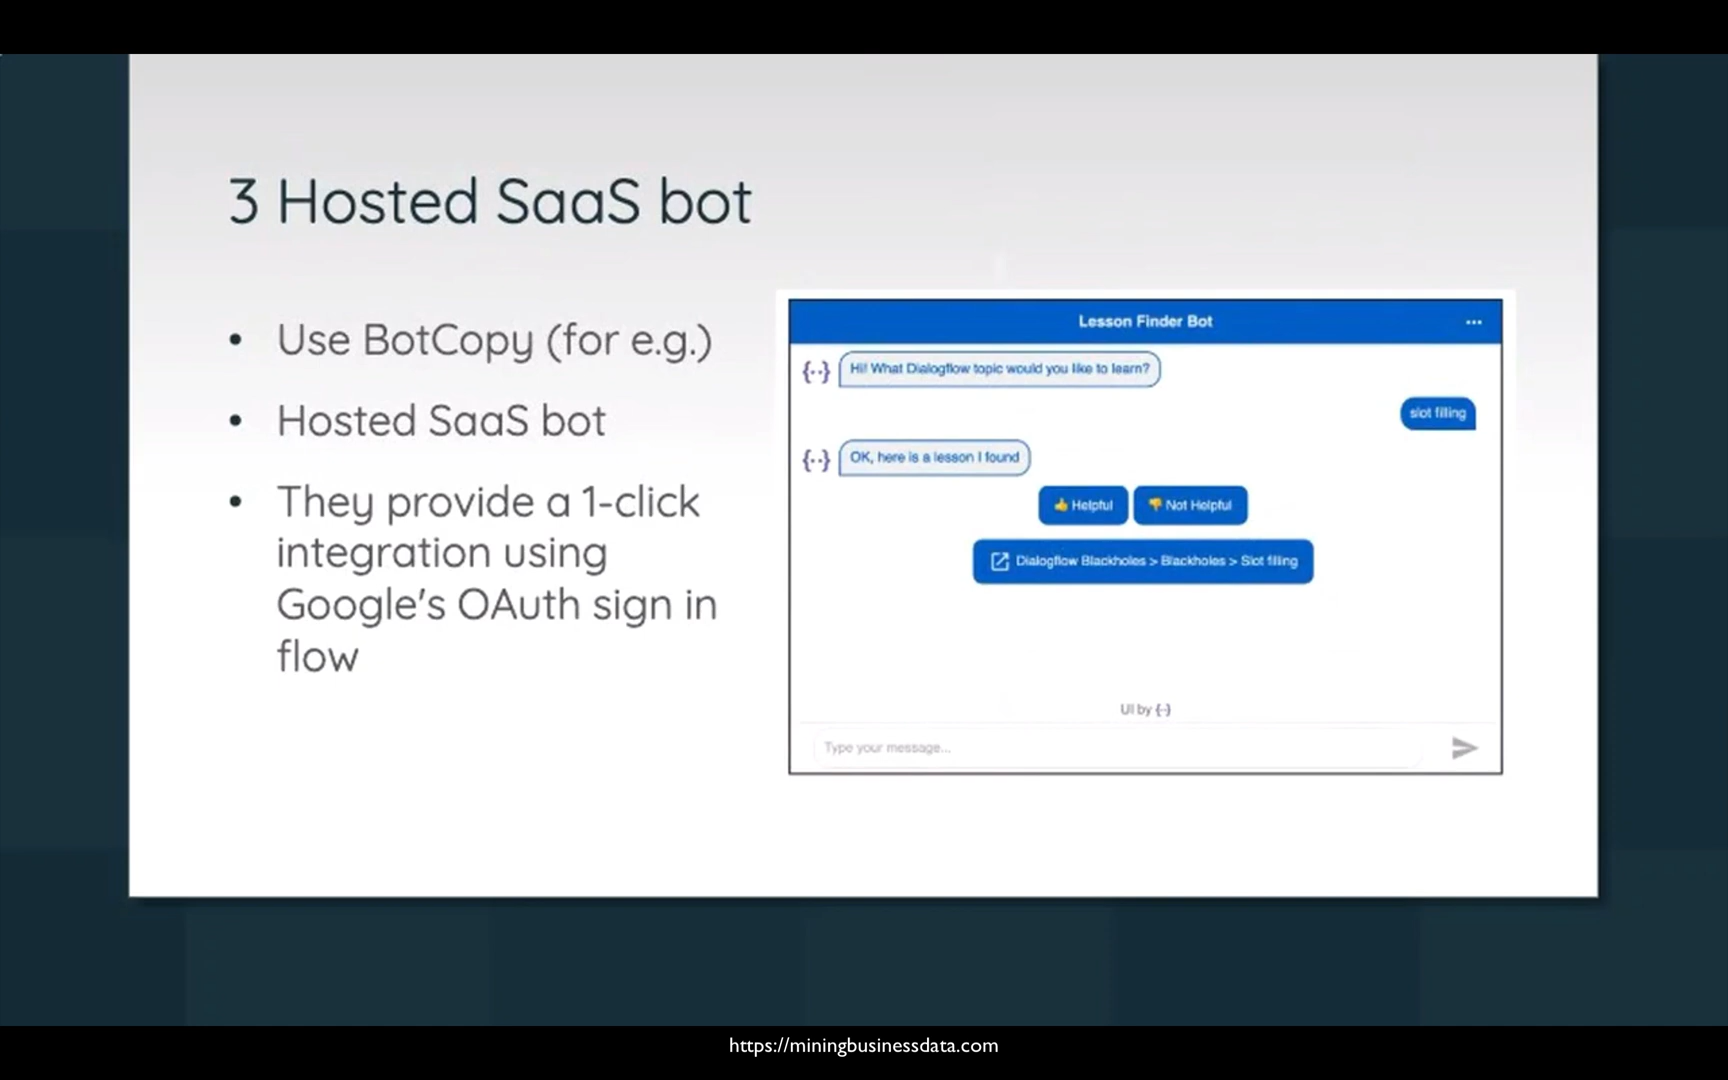 3 Hosted SaaS bot
• Use BotCopy (for e.g.)
• Hosted SaaS bot
• They provide a 1-click
integration using
Google's OAuth sign in
flow
Lesson Finder Bot
{··} Hi! What Dialogflow topic would you like to learn?
slot filling
{··} OK, here is a lesson I found
👍 Helpful 👎 Not Helpful
Dialogflow Blackholes > Blackholes > Slot filling
UI by {··}
Type your message...
https://miningbusinessdata.com